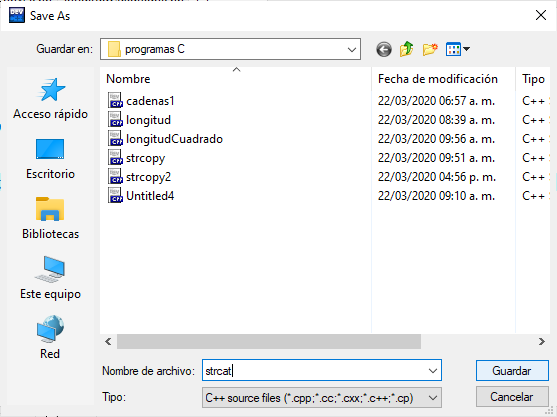 Save As
Guardar en: programas C
Nombre Fecha de modificación Tipo
cadenas1 22/03/2020 06:57 a. m. C++
longitud 22/03/2020 08:39 a. m. C++
longitudCuadrado 22/03/2020 09:56 a. m. C++
strcopy 22/03/2020 09:51 a. m. C++
strcopy2 22/03/2020 04:56 p. m. C++
Untitled4 22/03/2020 09:10 a. m. C++
Acceso rápido
Escritorio
Bibliotecas
Este equipo
Red
Nombre de archivo: strcat Guardar
Tipo: C++ source files (*.cpp;*.cc;*.cxx;*.c++;*.cp) Cancelar